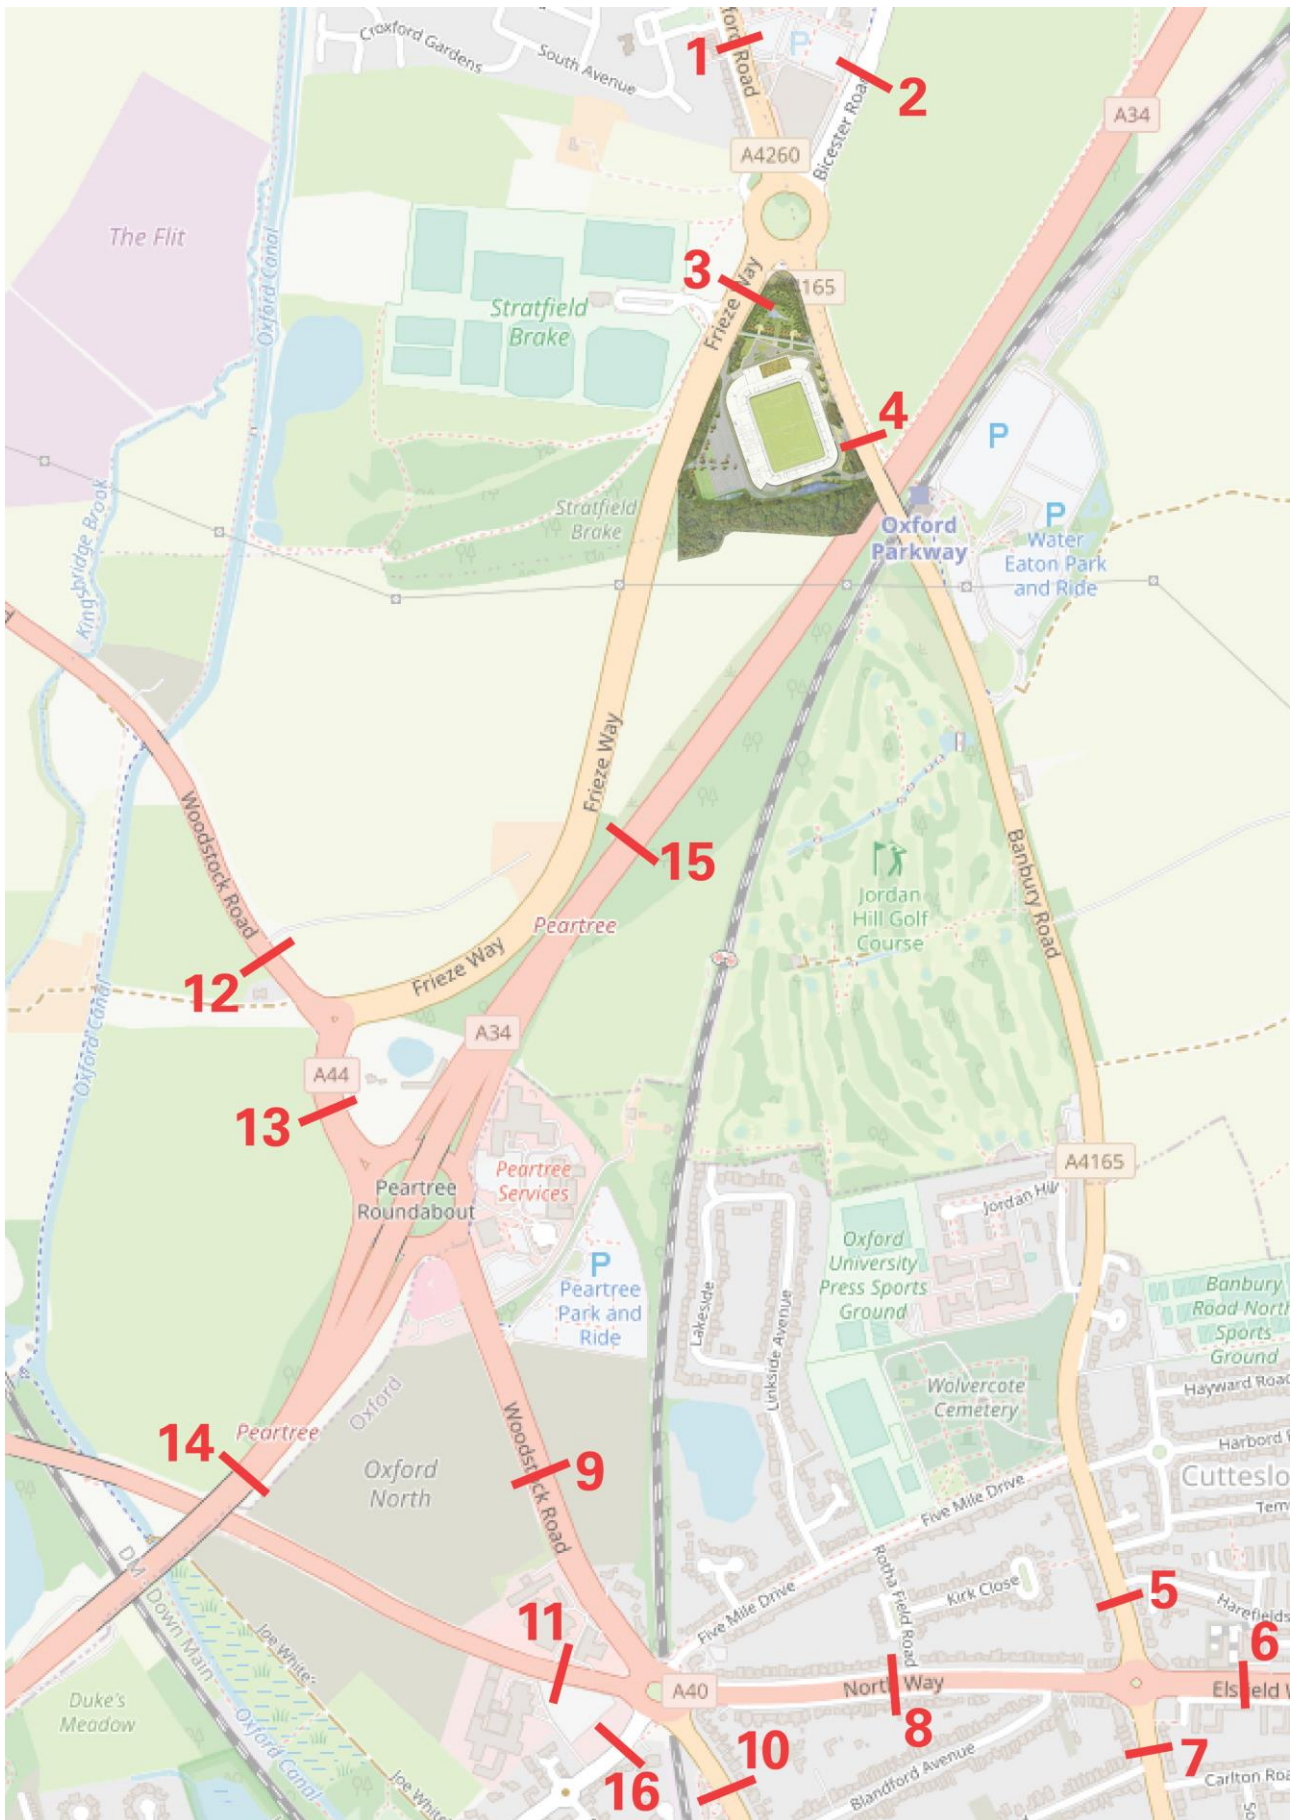 Croxford Gardens
South Avenue
ford Road
1
P
2
Bicester Road
A34
A4260
The Flit
Oxford Canal
3
Frieze Way
Stratfield
Brake
4165
4
P
Stratfield
Brake
Oxford
Parkway
P
Water
Eaton Park
and Ride
Kingsbridge Brook
Frieze Way
Woodstock Road
15
Jordan
Hill Golf
Course
Banbury Road
Peartree
12
Frieze Way
Oxford Canal
A34
A44
13
Peartree
Services
Peartree
Roundabout
A4165
Jordan Hill
Oxford
University
Press Sports
Ground
P
Peartree
Park and
Ride
Lakeside
Linkside Avenue
Banbury
Road North
Sports
Ground
Wolvercote
Cemetery
Hayward Road
Oxford
Peartree
14
Woodstock Road
9
Oxford
North
Harbord
Cutteslo
Tem
Five Mile Drive
Rotha Field Road
Kirk Close
5
Harefields
DM - Down Main
Joe White's
Five Mile Drive
11
6
A40
North Way
Elsfield W
Duke's
Meadow
8
7
10
16
Oxford Canal
Joe White's
Blandford Avenue
Carlton Roa